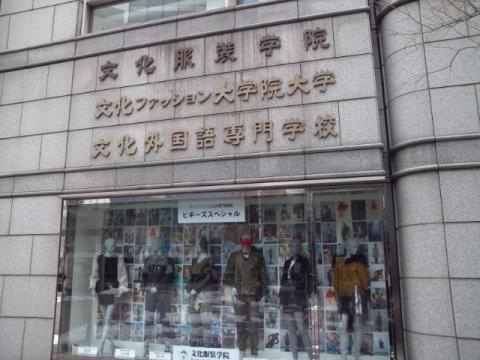 文化服装学院
文化ファッション大学院大学
文化外国語専門学校
ビギーズスペシャル
文化服装学院